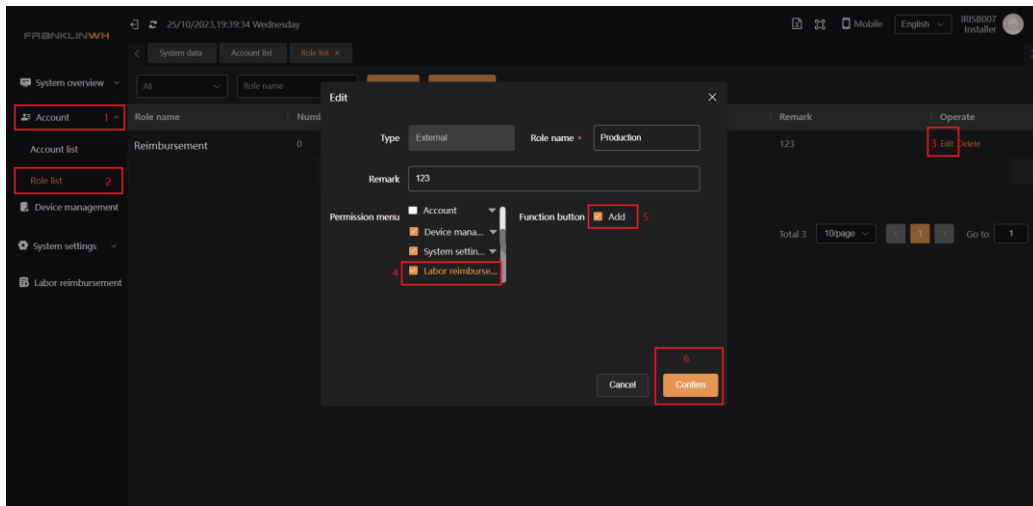 FRANKLINWH
25/10/2023,19:39:34 Wednesday
Mobile
English
IRISB007
Installer
System data
Account list
Role list ×
System overview
All
Role name
Account 1
Role name
Numb
Remark
Operate
Account list
Reimbursement
0
123
3 Edit Delete
Role list 2
Device management
System settings
Labor reimbursement
Total 3
10/page
1
Go to
1
Edit
Type
External
Role name *
Production
Remark
123
Permission menu
Account
Device mana...
System settin...
4 Labor reimburse...
Function button
Add 5
6
Cancel
Confirm